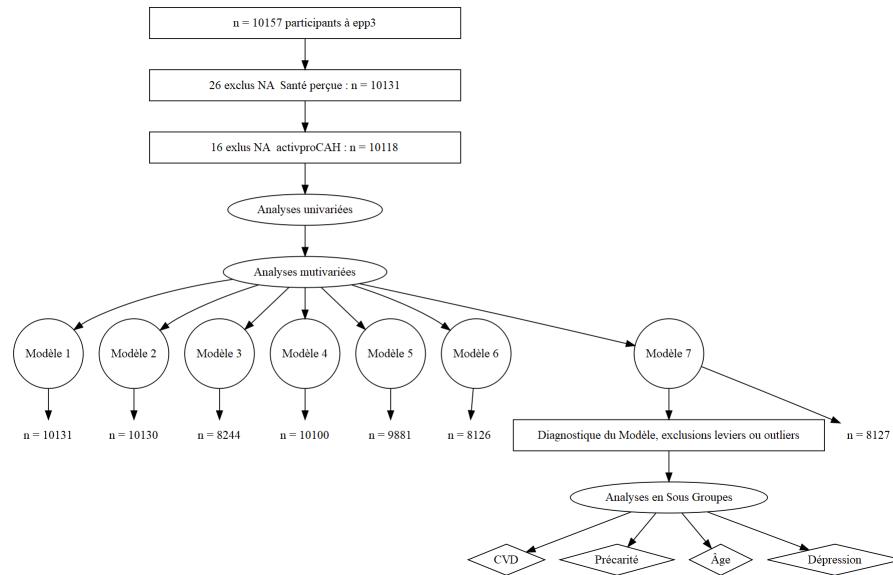 n = 10157 participants à epp3
26 exclus NA Santé perçue : n = 10131
16 exlus NA activproCAH : n = 10118
Analyses univariées
Analyses mutivariées
Modèle 1
Modèle 2
Modèle 3
Modèle 4
Modèle 5
Modèle 6
Modèle 7
n = 10131
n = 10130
n = 8244
n = 10100
n = 9881
n = 8126
Diagnostique du Modèle, exclusions leviers ou outliers
n = 8127
Analyses en Sous Groupes
CVD
Précarité
Âge
Dépression